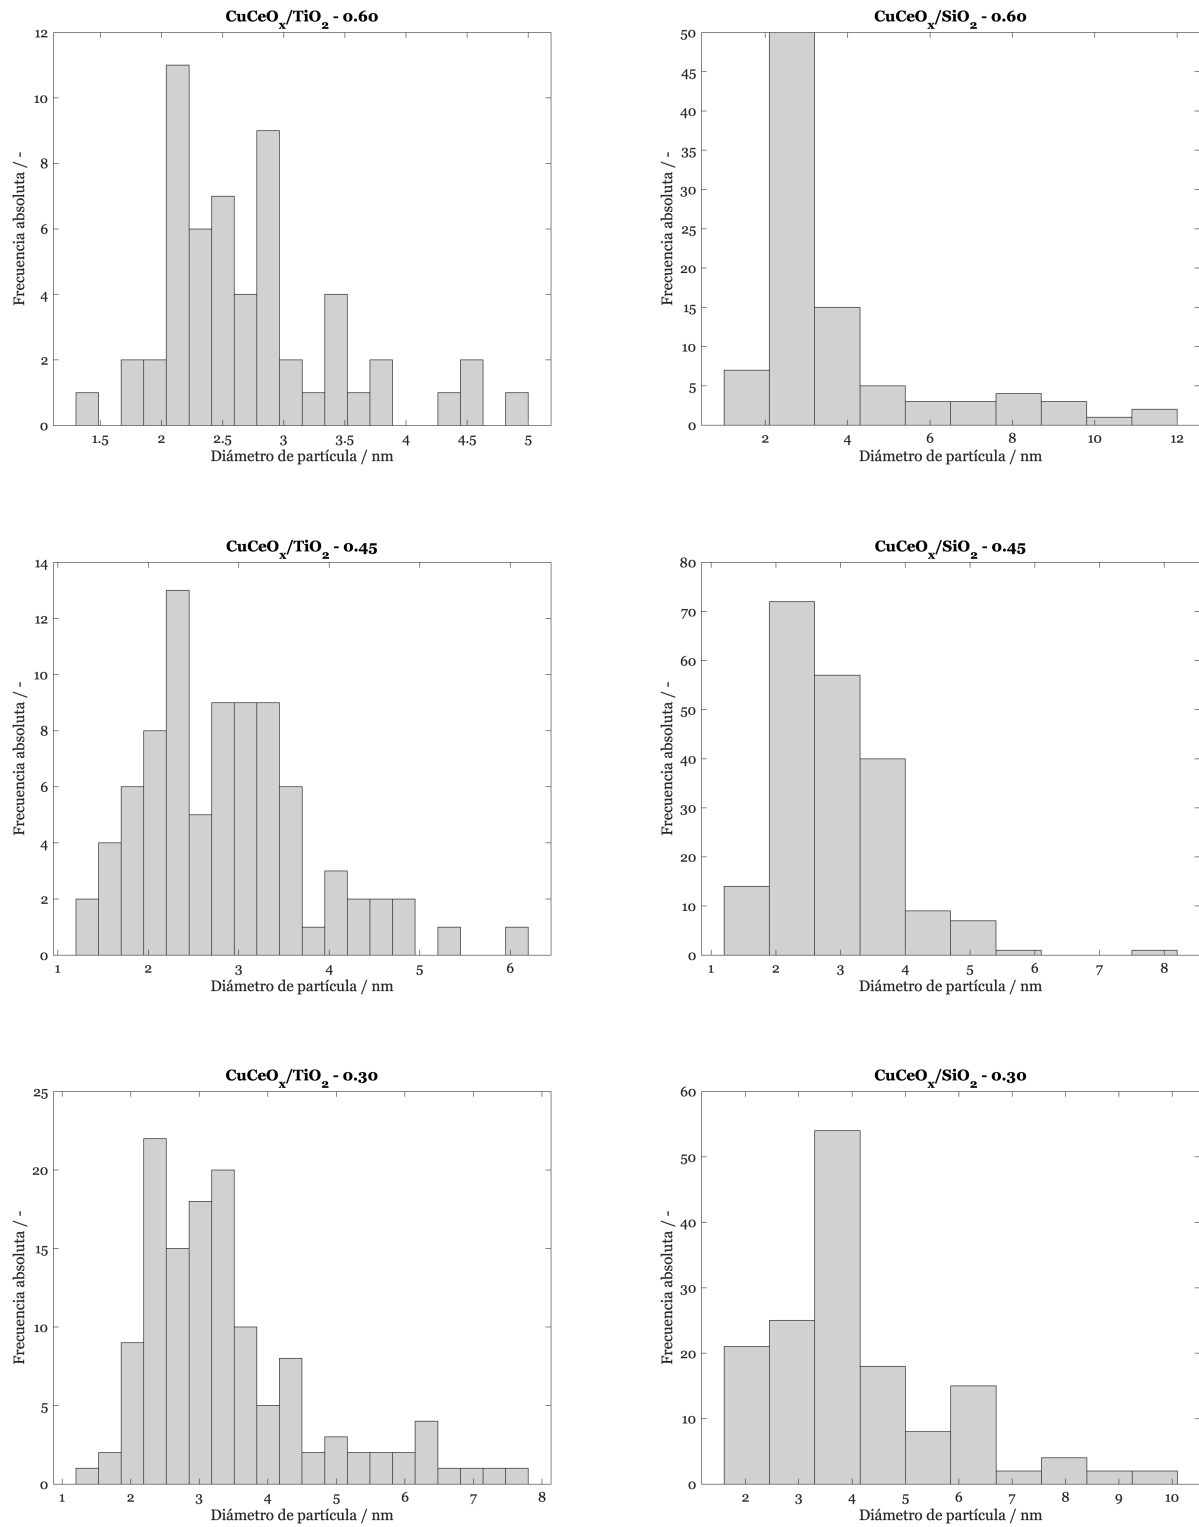 CuCeOx/TiO2 - 0.60
12
10
8
6
4
2
0
Frecuencia absoluta / -
1.5 2 2.5 3 3.5 4 4.5 5
Diámetro de partícula / nm
CuCeOx/SiO2 - 0.60
50
45
40
35
30
25
20
15
10
5
0
Frecuencia absoluta / -
2 4 6 8 10 12
Diámetro de partícula / nm
CuCeOx/TiO2 - 0.45
14
12
10
8
6
4
2
0
Frecuencia absoluta / -
1 2 3 4 5 6
Diámetro de partícula / nm
CuCeOx/SiO2 - 0.45
80
70
60
50
40
30
20
10
0
Frecuencia absoluta / -
1 2 3 4 5 6 7 8
Diámetro de partícula / nm
CuCeOx/TiO2 - 0.30
25
20
15
10
5
0
Frecuencia absoluta / -
1 2 3 4 5 6 7 8
Diámetro de partícula / nm
CuCeOx/SiO2 - 0.30
60
50
40
30
20
10
0
Frecuencia absoluta / -
2 3 4 5 6 7 8 9 10
Diámetro de partícula / nm